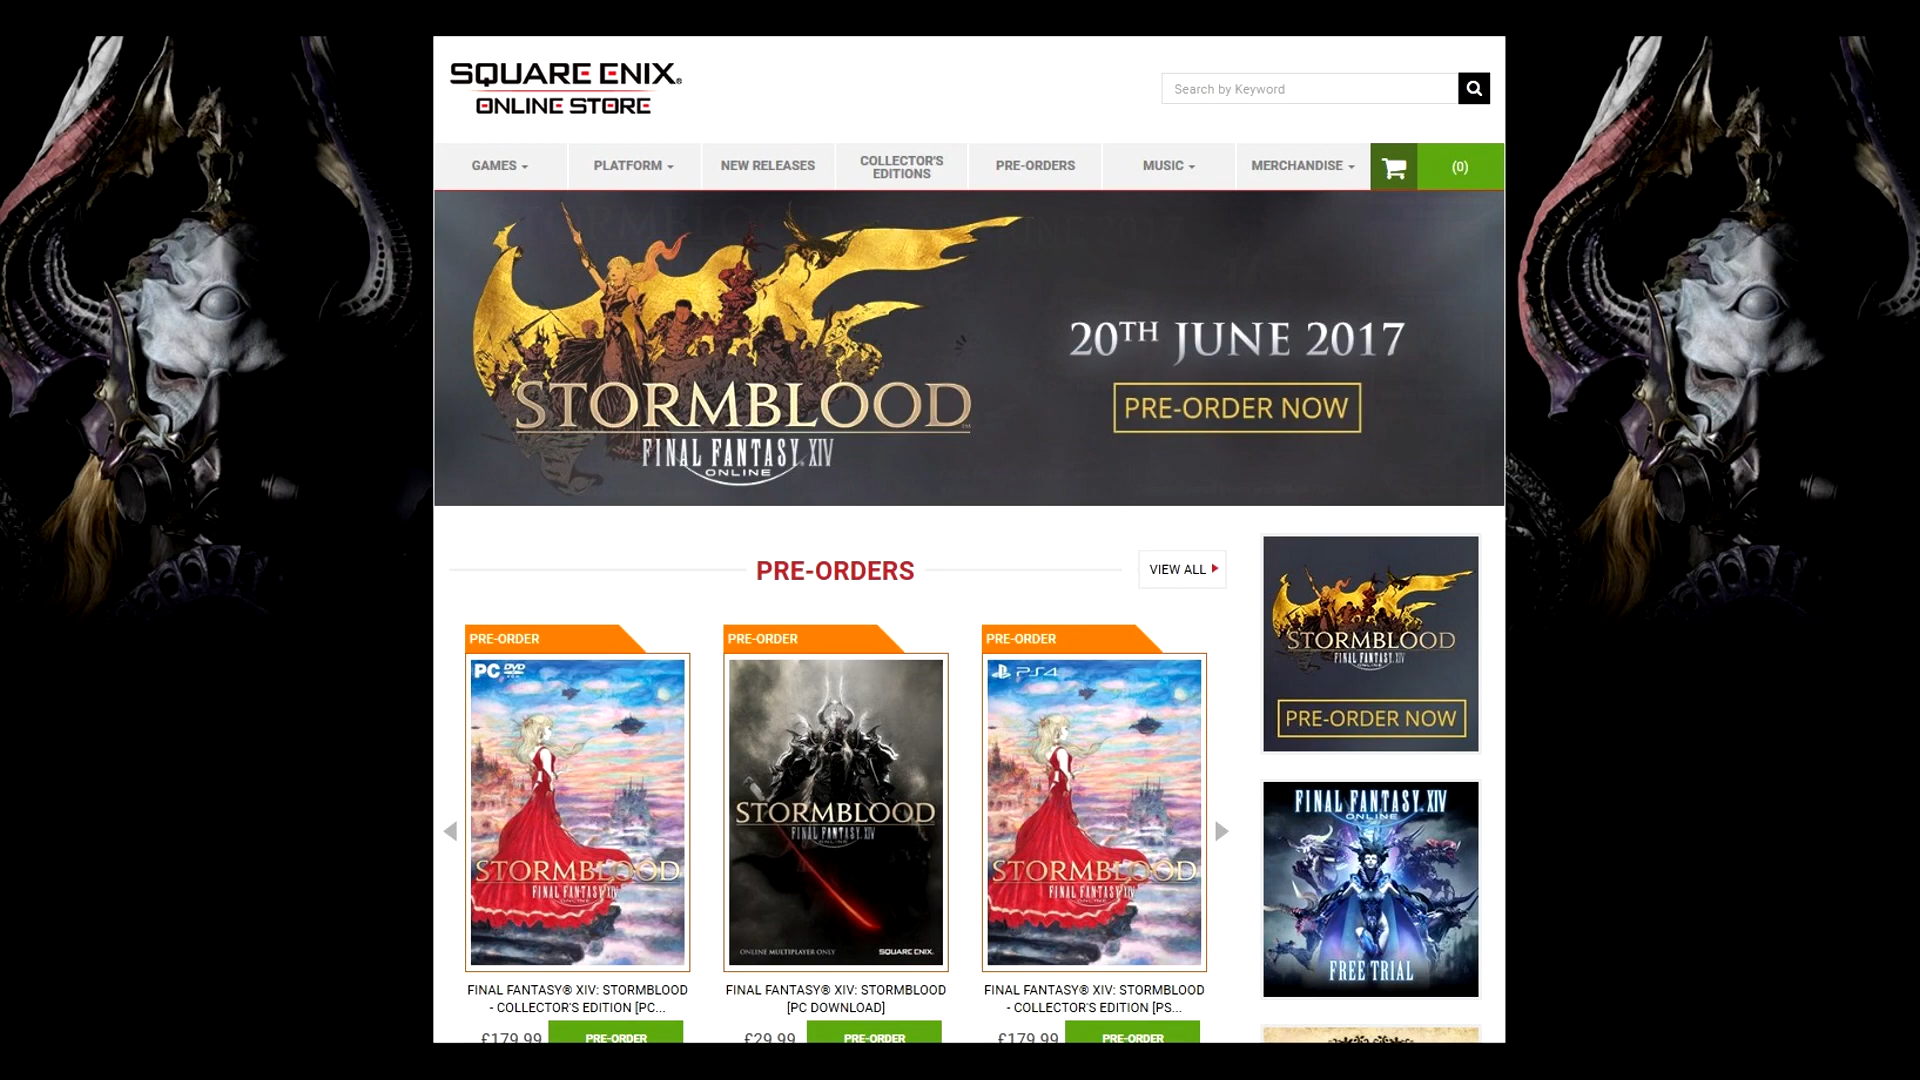 SQUARE ENIX®
ONLINE STORE
Search by Keyword
GAMES
PLATFORM
NEW RELEASES
COLLECTOR'S
EDITIONS
PRE-ORDERS
MUSIC
MERCHANDISE
(0)
STORMBLOOD™
FINAL FANTASY® XIV
ONLINE
20TH JUNE 2017
PRE-ORDER NOW
PRE-ORDERS
VIEW ALL
PRE-ORDER
PC DVD
STORMBLOOD
FINAL FANTASY XIV
ONLINE
FINAL FANTASY® XIV: STORMBLOOD
- COLLECTOR'S EDITION [PC...
£179.99
PRE-ORDER
PRE-ORDER
STORMBLOOD
FINAL FANTASY XIV
ONLINE MULTIPLAYER ONLY
SQUARE ENIX.
FINAL FANTASY® XIV: STORMBLOOD
[PC DOWNLOAD]
£29.99
PRE-ORDER
PRE-ORDER
PS4
STORMBLOOD
FINAL FANTASY XIV
ONLINE
FINAL FANTASY® XIV: STORMBLOOD
- COLLECTOR'S EDITION [PS...
£179.99
PRE-ORDER
STORMBLOOD
FINAL FANTASY XIV
PRE-ORDER NOW
FINAL FANTASY XIV
ONLINE
FREE TRIAL